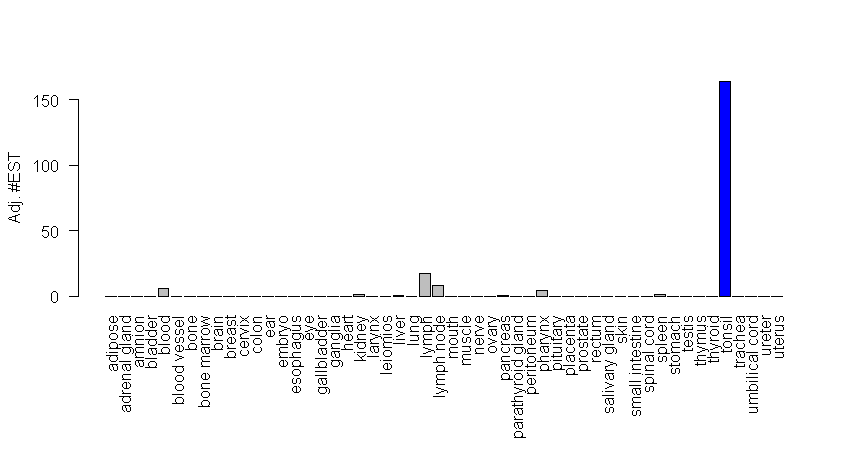 Adj. #EST
150
100
50
0
adipose
adrenal gland
amnion
bladder
blood
blood vessel
bone
bone marrow
brain
breast
cervix
colon
ear
embryo
esophagus
eye
gallbladder
ganglia
heart
kidney
larynx
leiomios
liver
lung
lymph
lymph node
mouth
muscle
nerve
ovary
pancreas
parathyroid gland
peritoneum
pharynx
pituitary
placenta
prostate
rectum
salivary gland
skin
small intestine
spinal cord
spleen
stomach
testis
thymus
thyroid
tonsil
trachea
umbilical cord
ureter
uterus